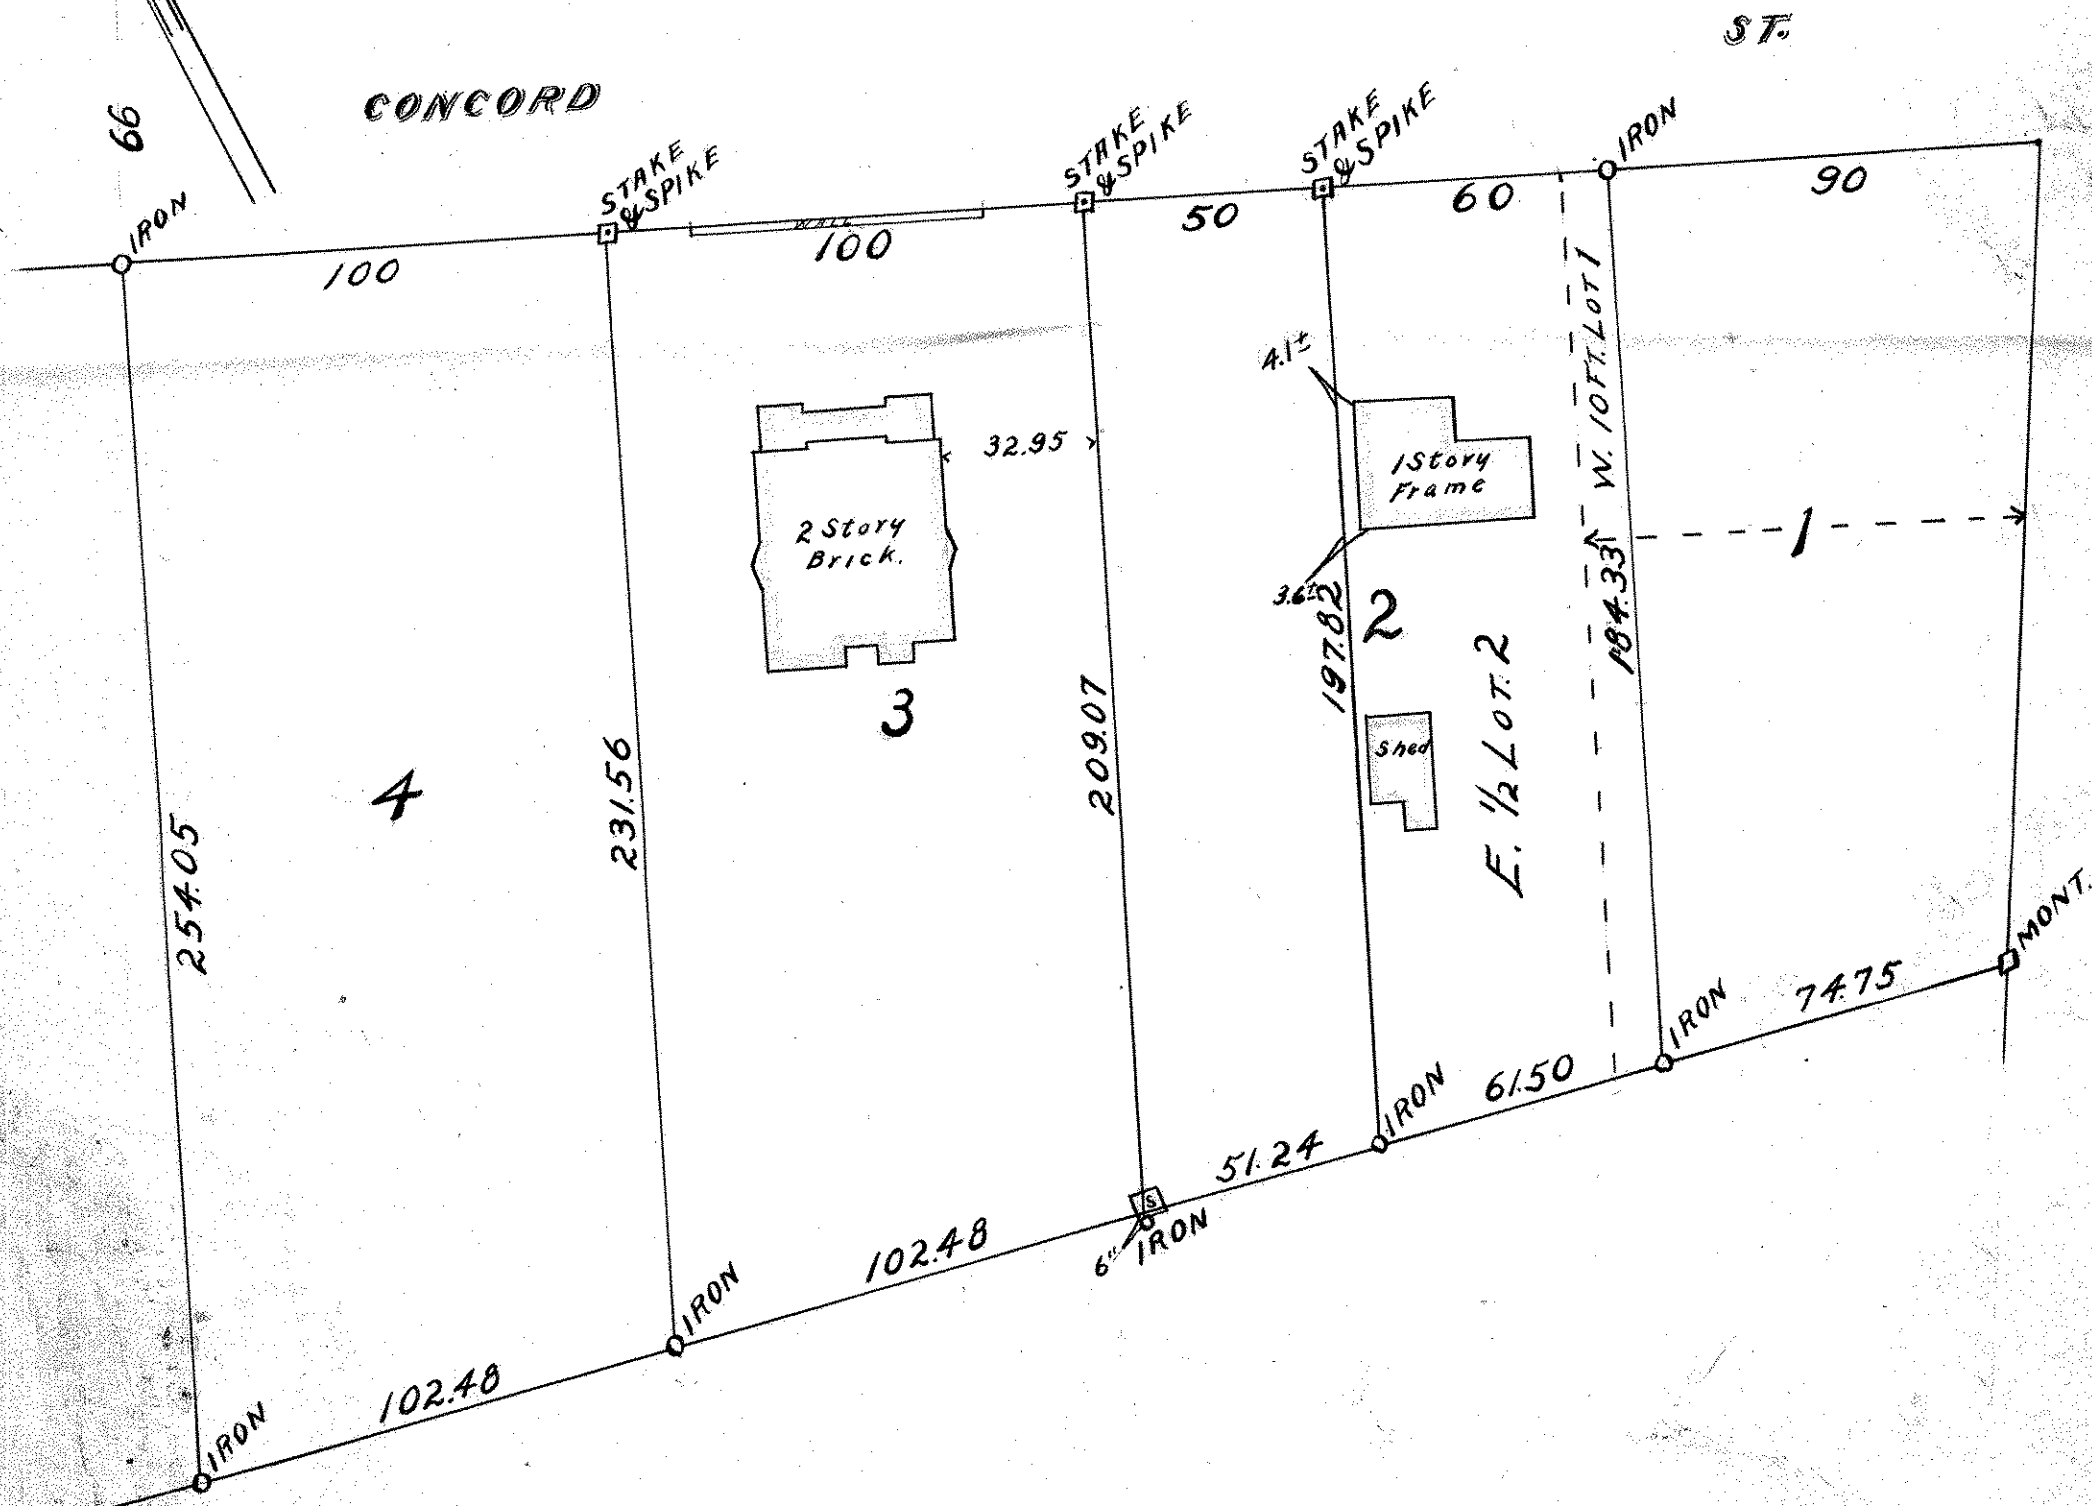 ST.
CONCORD
66
IRON
STAKE
& SPIKE
STAKE
& SPIKE
STAKE
& SPIKE
IRON
100
WALL
100
50
60
90
4.1±
W. 10 FT. LOT 1
32.95
1 Story
Frame
2 Story
Brick.
1
3.6±
184.33
197.82
2
E. ½ LOT. 2
3
209.07
Shed
231.56
4
254.05
MONT.
74.75
IRON
61.50
IRON
51.24
S
6"
IRON
102.48
IRON
102.48
IRON